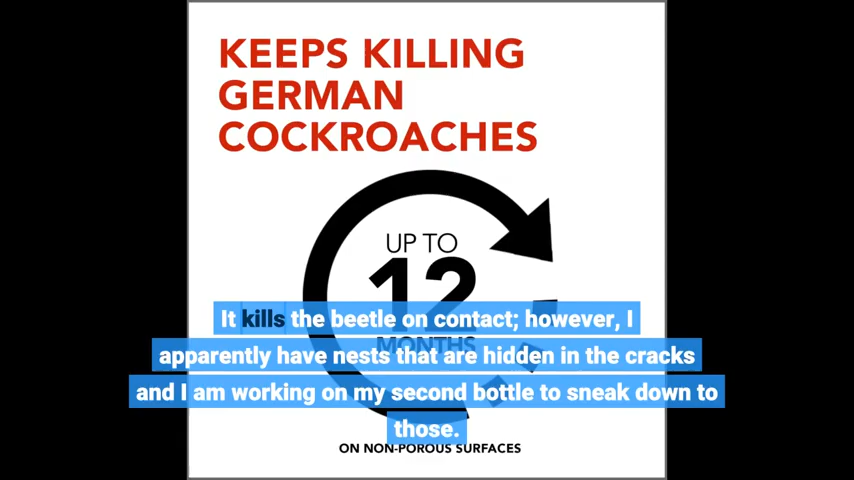 KEEPS KILLING
GERMAN
COCKROACHES
UP TO
12
MONTHS
It kills the beetle on contact; however, I
apparently have nests that are hidden in the cracks
and I am working on my second bottle to sneak down to
those.
ON NON-POROUS SURFACES